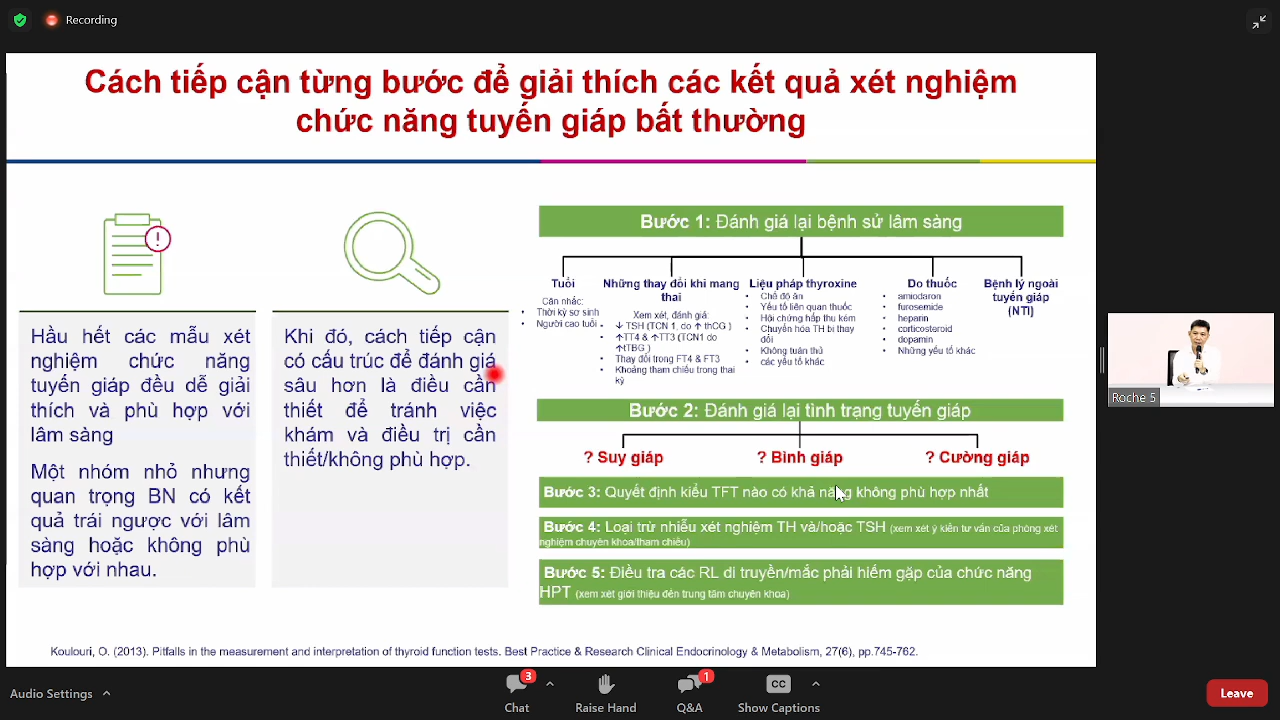 Recording
Cách tiếp cận từng bước để giải thích các kết quả xét nghiệm
chức năng tuyến giáp bất thường
Hầu hết các mẫu xét
nghiệm chức năng
tuyến giáp đều dễ giải
thích và phù hợp với
lâm sàng
Một nhóm nhỏ nhưng
quan trọng BN có kết
quả trái ngược với lâm
sàng hoặc không phù
hợp với nhau.
Khi đó, cách tiếp cận
có cấu trúc để đánh giá
sâu hơn là điều cần
thiết để tránh việc
khám và điều trị cần
thiết/không phù hợp.
Bước 1: Đánh giá lại bệnh sử lâm sàng
Tuổi
Cân nhắc:
• Thời kỳ sơ sinh
• Người cao tuổi
Những thay đổi khi mang
thai
Xem xét, đánh giá:
• ↓ TSH (TCN 1, do ↑ thCG )
• ↑TT4 & ↑TT3 (TCN1 do
↑tTBG )
• Thay đổi trong FT4 & FT3
• Khoảng tham chiếu trong thai
kỳ
Liệu pháp thyroxine
• Chế độ ăn
• Yếu tố liên quan thuốc
• Hội chứng hấp thu kém
• Chuyển hóa TH bị thay
đổi
• Không tuân thủ
• các yếu tố khác
Do thuốc
• amiodaron
• furosemide
• heparin
• corticosteroid
• dopamin
• Những yếu tố khác
Bệnh lý ngoài
tuyến giáp
(NTI)
Bước 2: Đánh giá lại tình trạng tuyến giáp
? Suy giáp
? Bình giáp
? Cường giáp
Bước 3: Quyết định kiểu TFT nào có khả năng không phù hợp nhất
Bước 4: Loại trừ nhiễu xét nghiệm TH và/hoặc TSH (xem xét ý kiến tư vấn của phòng xét
nghiệm chuyên khoa/tham chiếu)
Bước 5: Điều tra các RL di truyền/mắc phải hiếm gặp của chức năng
HPT (xem xét giới thiệu đến trung tâm chuyên khoa)
Koulouri, O. (2013). Pitfalls in the measurement and interpretation of thyroid function tests. Best Practice & Research Clinical Endocrinology & Metabolism, 27(6), pp.745-762.
Roche 5
Audio Settings
3
Chat
Raise Hand
1
Q&A
CC
Show Captions
Leave